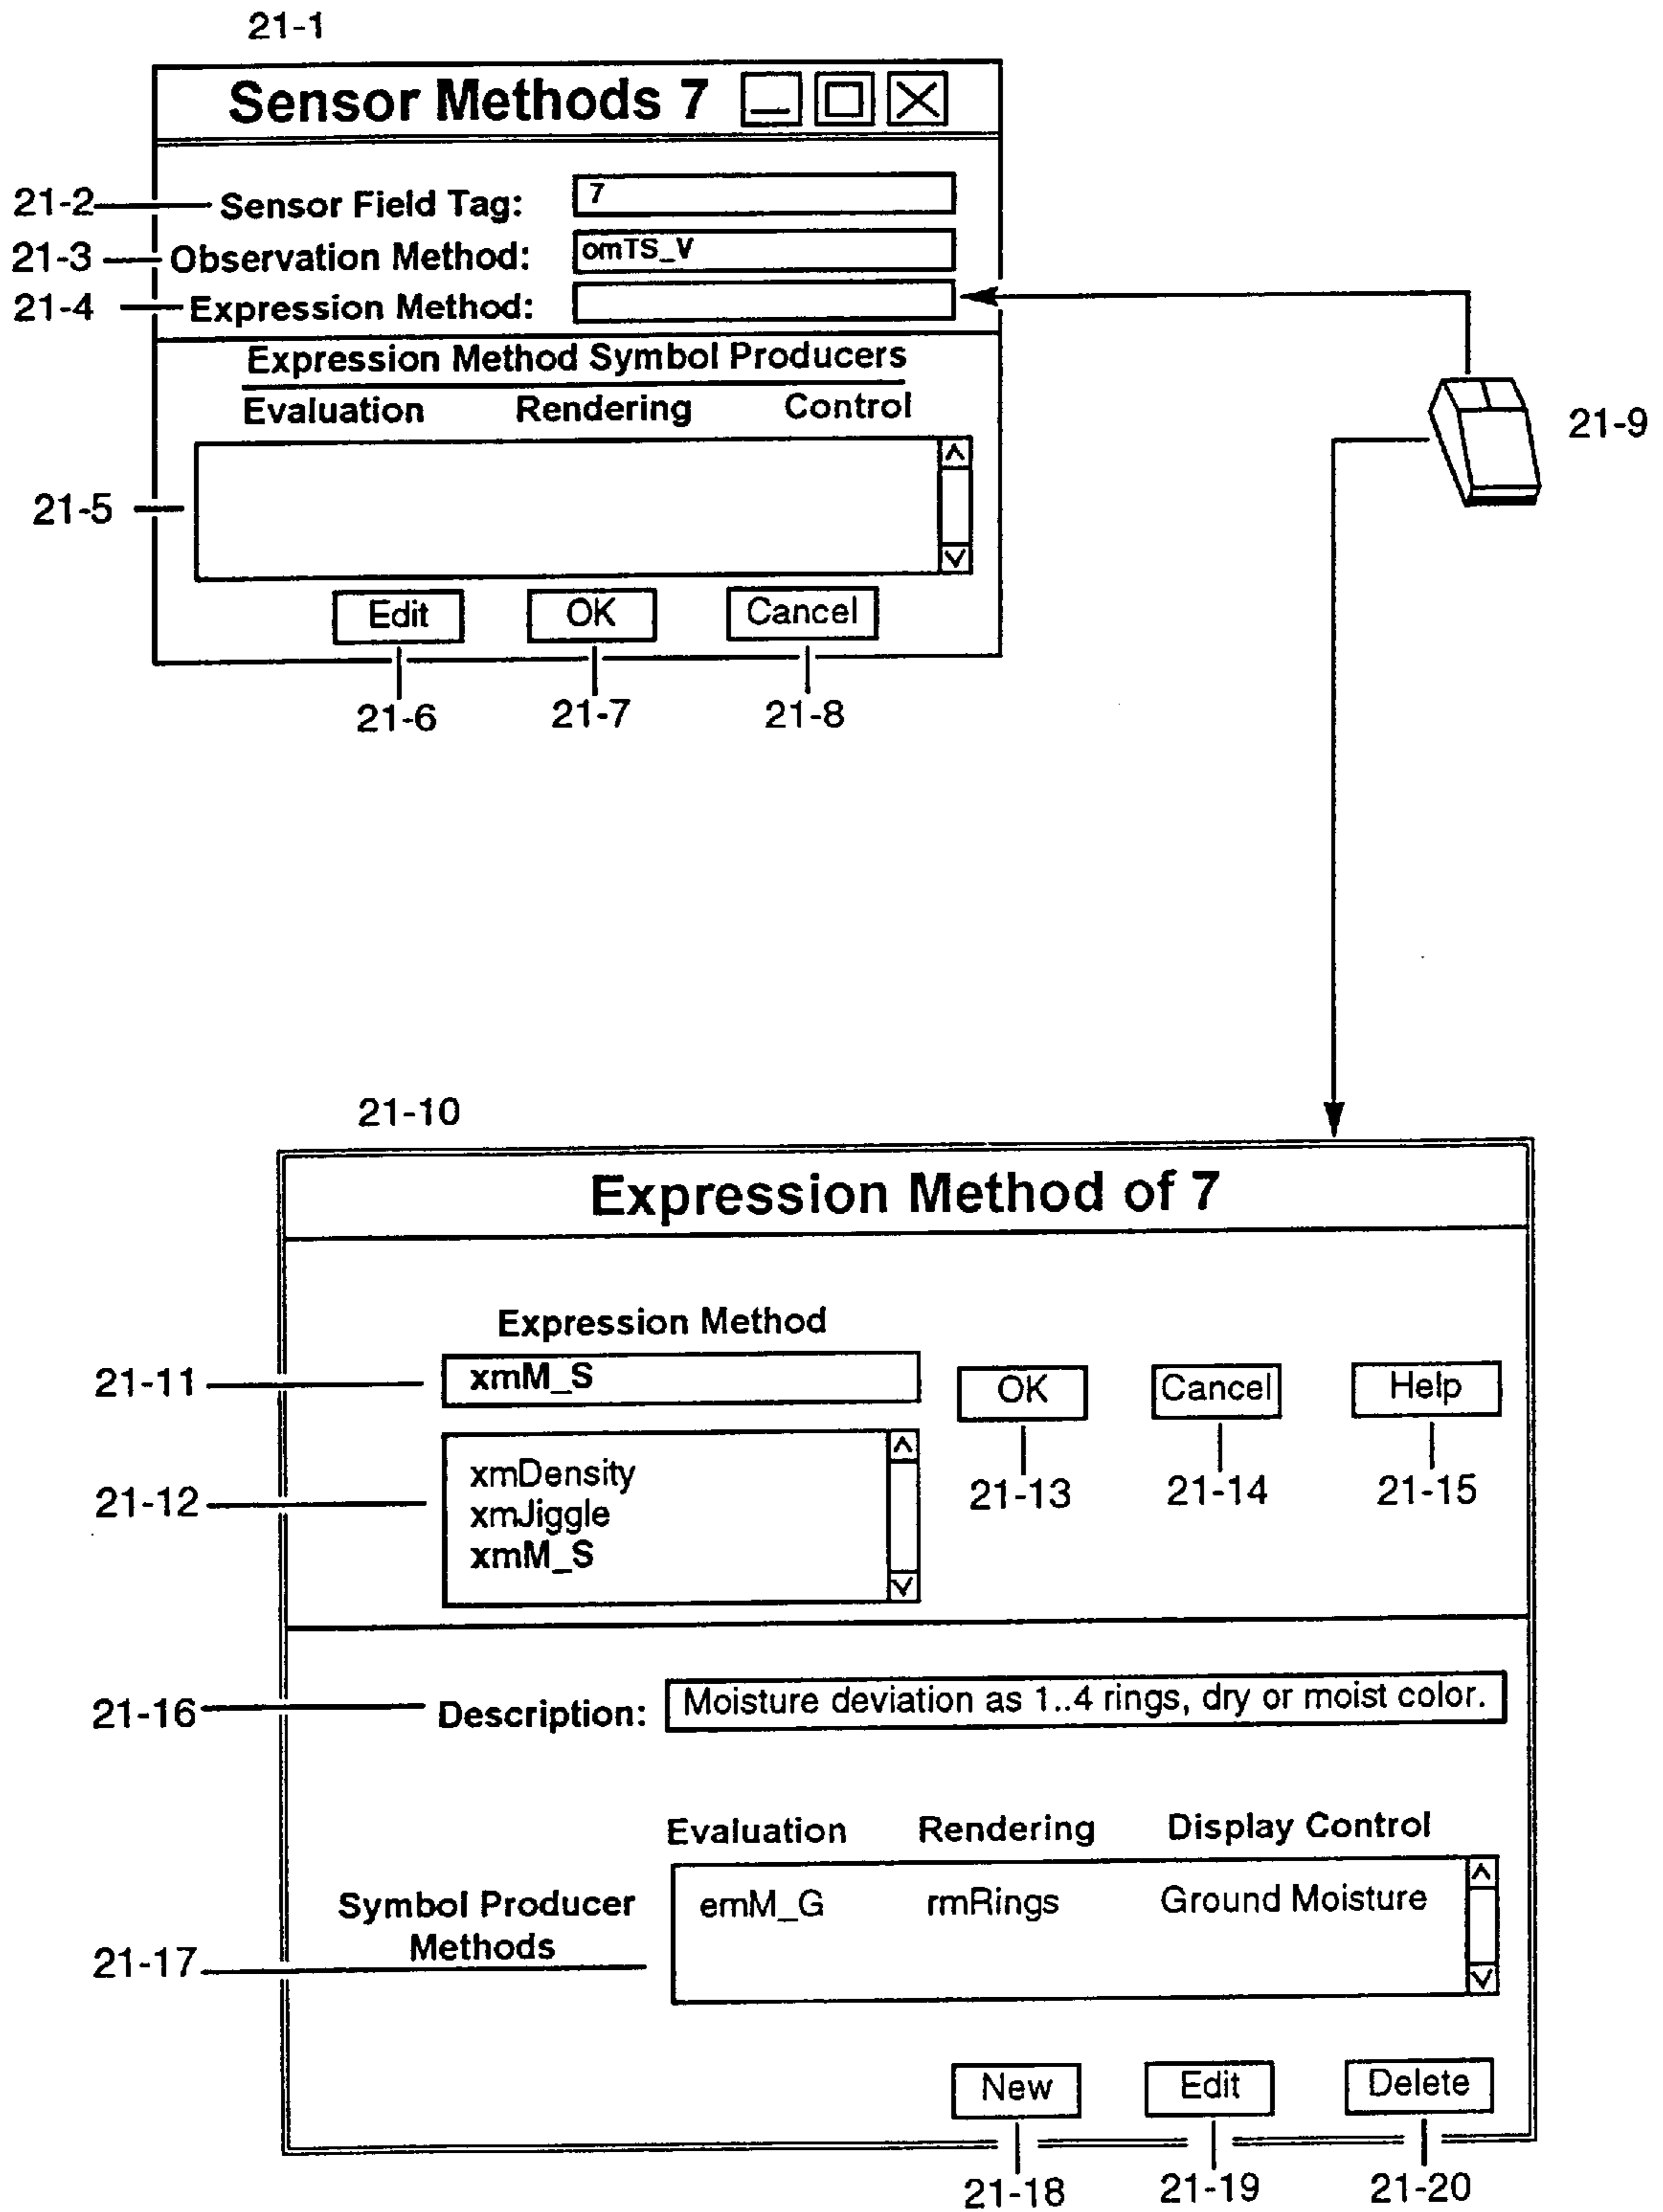 21-1
Sensor Methods 7
21-2 Sensor Field Tag: 7
21-3 Observation Method: omTS_V
21-4 Expression Method:
Expression Method Symbol Producers
Evaluation Rendering Control
21-9
21-5
Edit OK Cancel
21-6 21-7 21-8
21-10
Expression Method of 7
Expression Method
21-11 xmM_S OK Cancel Help
21-13 21-14 21-15
21-12
xmDensity
xmJiggle
xmM_S
21-16 Description: Moisture deviation as 1..4 rings, dry or moist color.
Evaluation Rendering Display Control
Symbol Producer
Methods
emM_G rmRings Ground Moisture
21-17
New Edit Delete
21-18 21-19 21-20